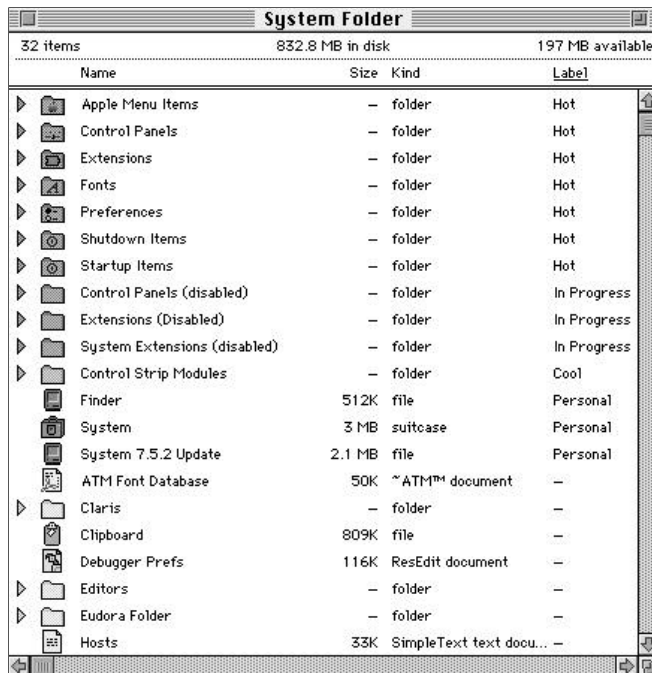 System Folder
32 items 832.8 MB in disk 197 MB available
Name Size Kind Label
Apple Menu Items – folder Hot
Control Panels – folder Hot
Extensions – folder Hot
Fonts – folder Hot
Preferences – folder Hot
Shutdown Items – folder Hot
Startup Items – folder Hot
Control Panels (disabled) – folder In Progress
Extensions (Disabled) – folder In Progress
System Extensions (disabled) – folder In Progress
Control Strip Modules – folder Cool
Finder 512K file Personal
System 3 MB suitcase Personal
System 7.5.2 Update 2.1 MB file Personal
ATM Font Database 50K ~ATM™ document –
Claris – folder –
Clipboard 809K file –
Debugger Prefs 116K ResEdit document –
Editors – folder –
Eudora Folder – folder –
Hosts 33K SimpleText text docu... –